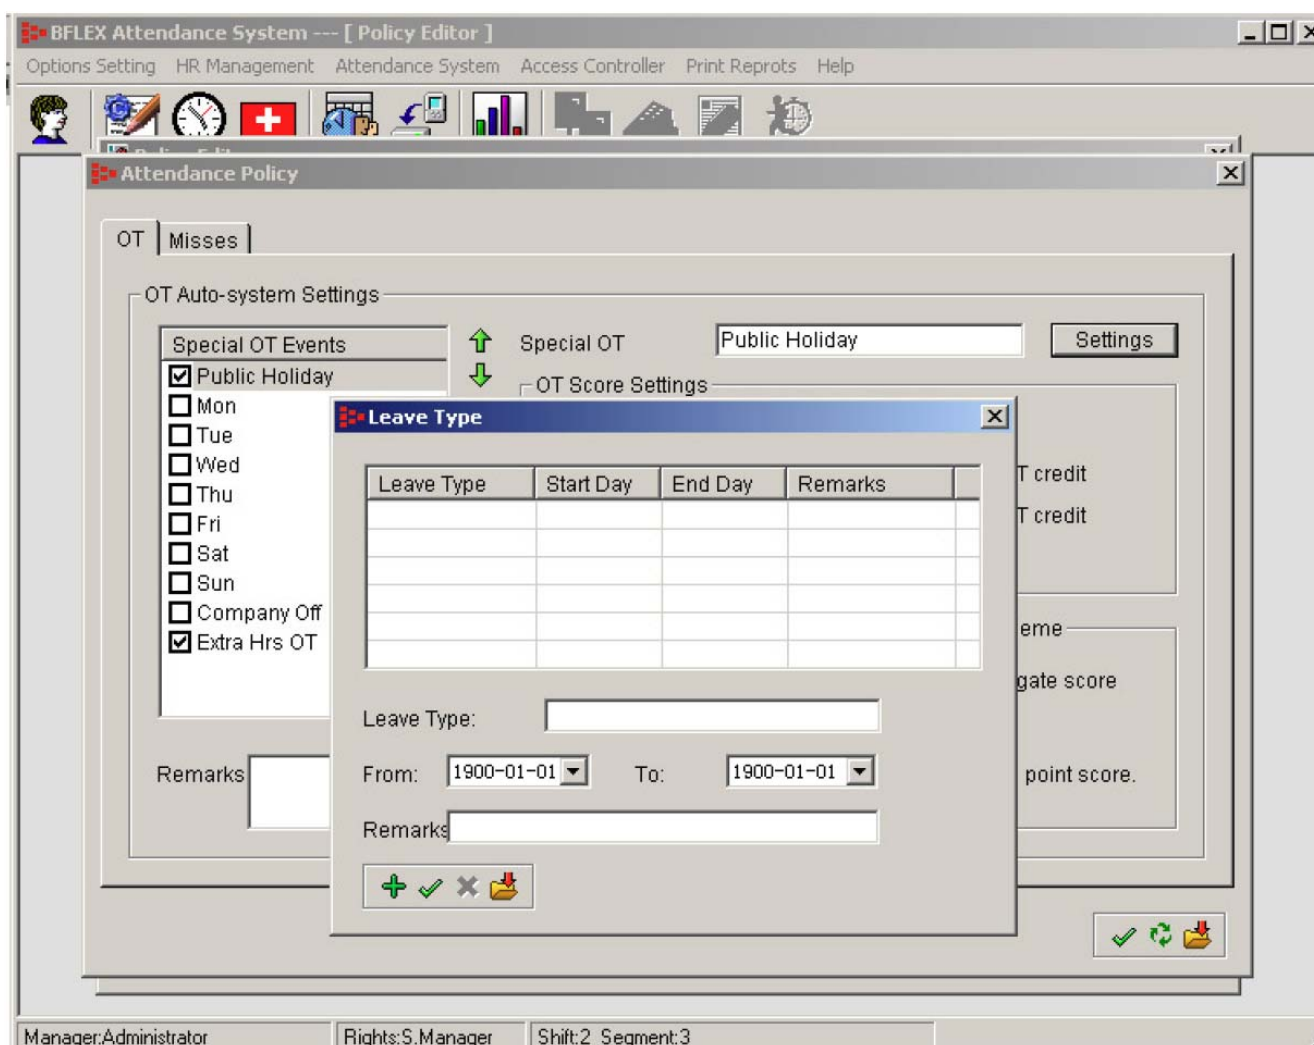 BFLEX Attendance System --- [ Policy Editor ]
Options Setting HR Management Attendance System Access Controller Print Reprots Help
Attendance Policy
OT Misses
OT Auto-system Settings
Special OT Events
Public Holiday
Mon
Tue
Wed
Thu
Fri
Sat
Sun
Company Off
Extra Hrs OT
Special OT Public Holiday Settings
OT Score Settings
T credit
T credit
eme
gate score
point score.
Remarks
Leave Type
Leave Type Start Day End Day Remarks
Leave Type:
From: 1900-01-01 To: 1900-01-01
Remarks
Manager:Administrator Rights:S.Manager Shift:2 Segment:3